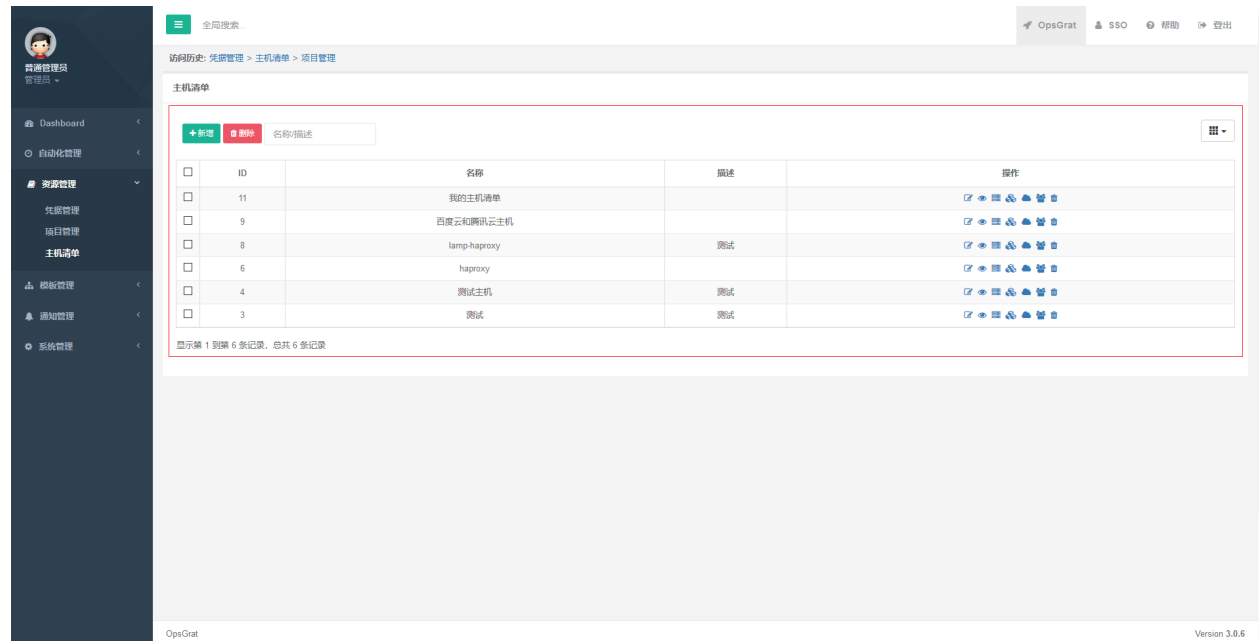 全局搜索...
OpsGrat SSO 帮助 登出
普通管理员
管理员
访问历史: 凭据管理 > 主机清单 > 项目管理
主机清单
Dashboard
自动化管理
资源管理
凭据管理
项目管理
主机清单
模板管理
通知管理
系统管理
+新增 删除 名称/描述
ID 名称 描述 操作
11 我的主机清单
9 百度云和腾讯云主机
8 lamp-haproxy 测试
6 haproxy
4 测试主机 测试
3 测试 测试
显示第 1 到第 6 条记录，总共 6 条记录
OpsGrat Version 3.0.6